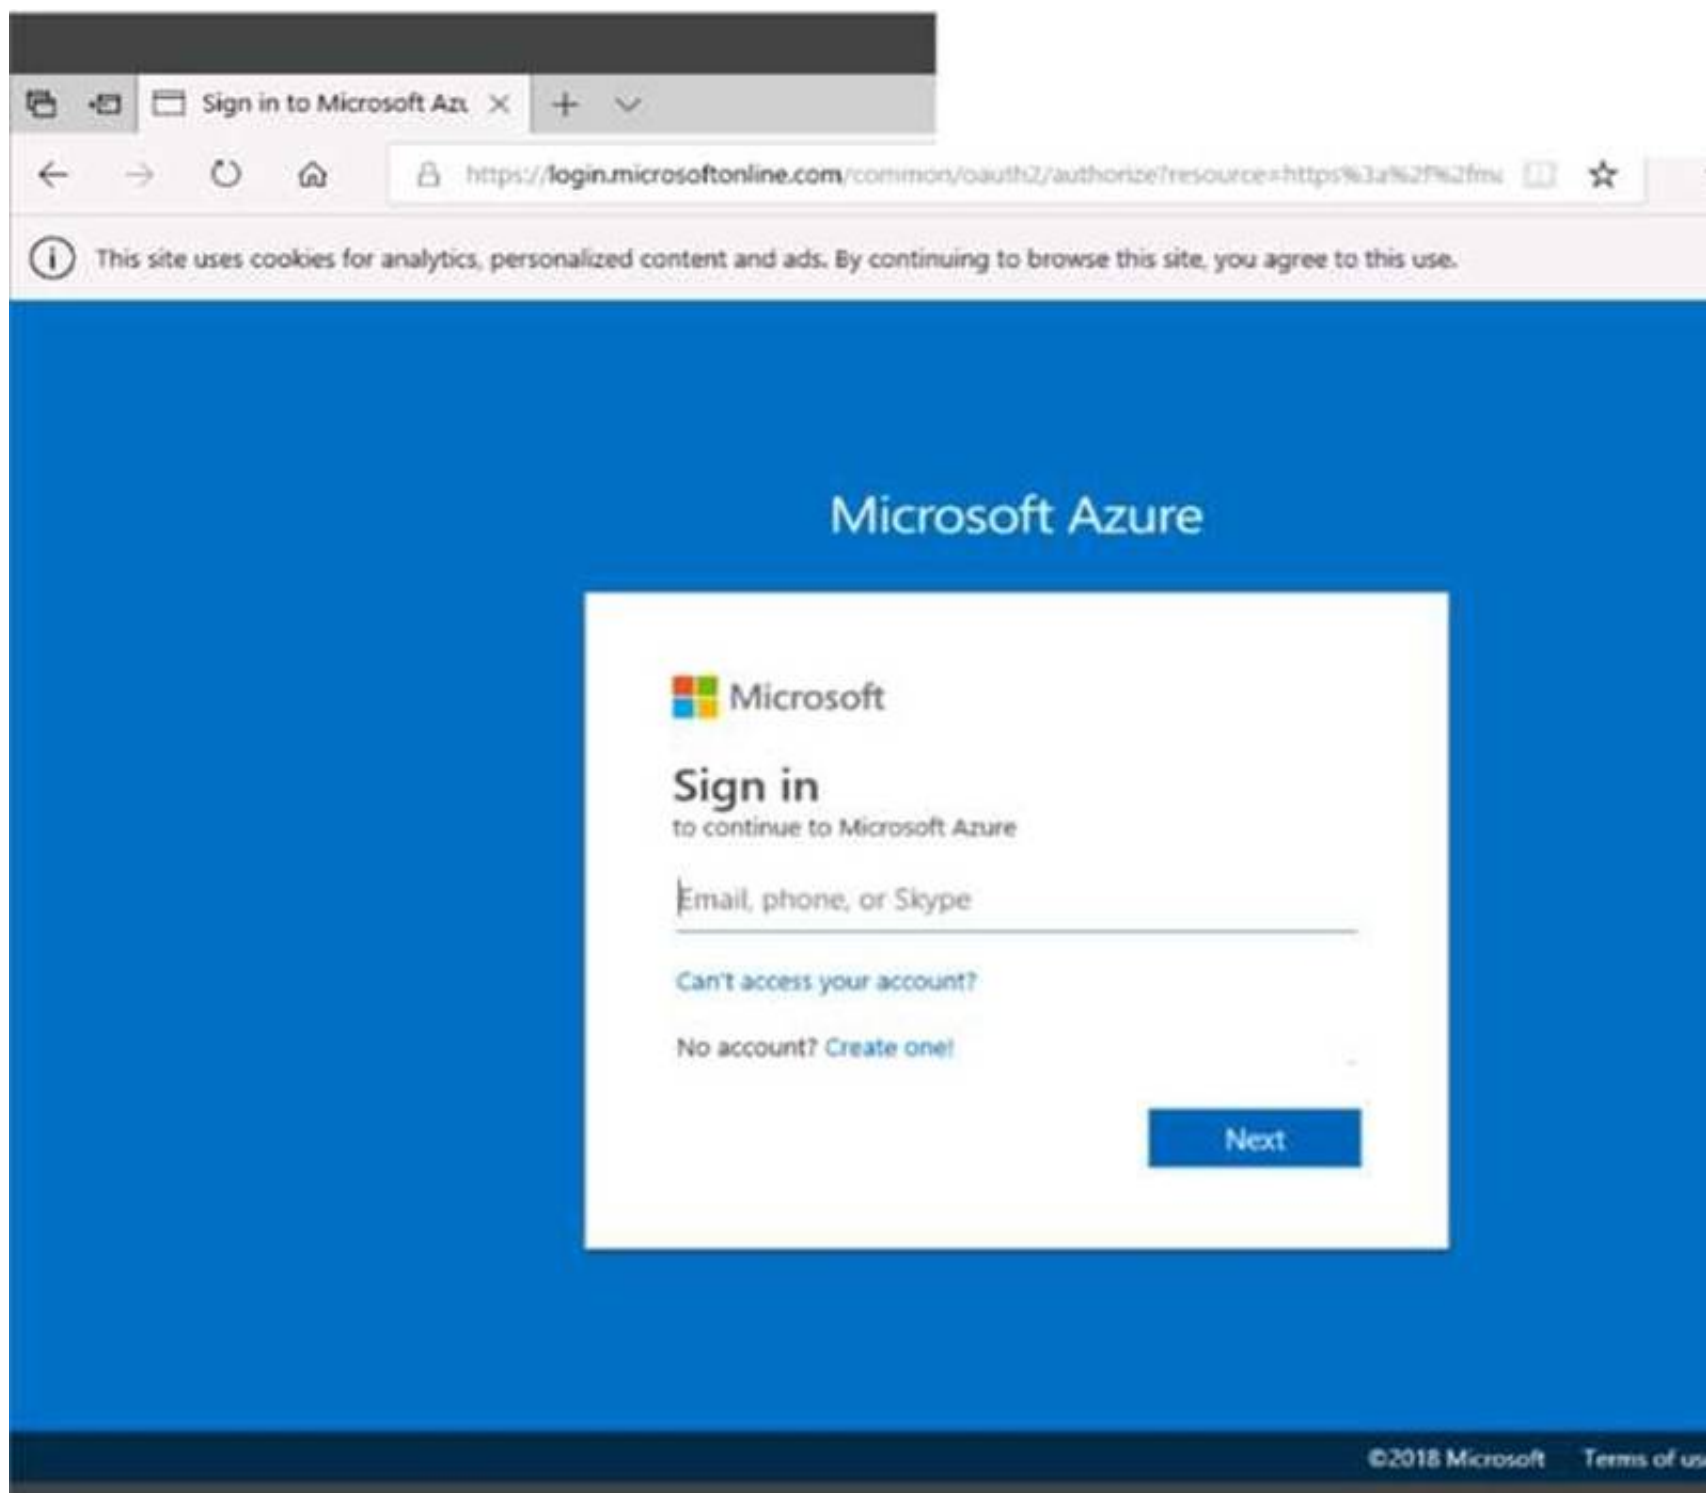 Sign in to Microsoft Azu
https://login.microsoftonline.com/common/oauth2/authorize?resource=https%3a%2f%2fma
This site uses cookies for analytics, personalized content and ads. By continuing to browse this site, you agree to this use.
Microsoft Azure
Microsoft
Sign in
to continue to Microsoft Azure
Email, phone, or Skype
Can't access your account?
No account? Create one!
Next
©2018 Microsoft Terms of use